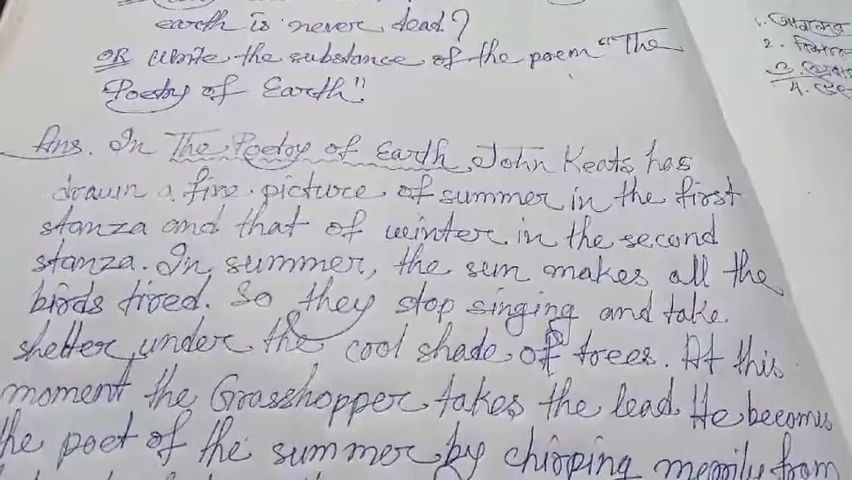 earth is never dead?
OR Write the substance of the poem "The
Poetry of Earth"
Ans. In The Poetry of Earth, John Keats has
drawn a fine picture of summer in the first
stanza and that of winter in the second
stanza. In summer, the sun makes all the
birds tired. So they stop singing and take
shelter under the cool shade of trees. At this
moment the Grasshopper takes the lead. He becomes
the poet of the summer by chirping merrily from